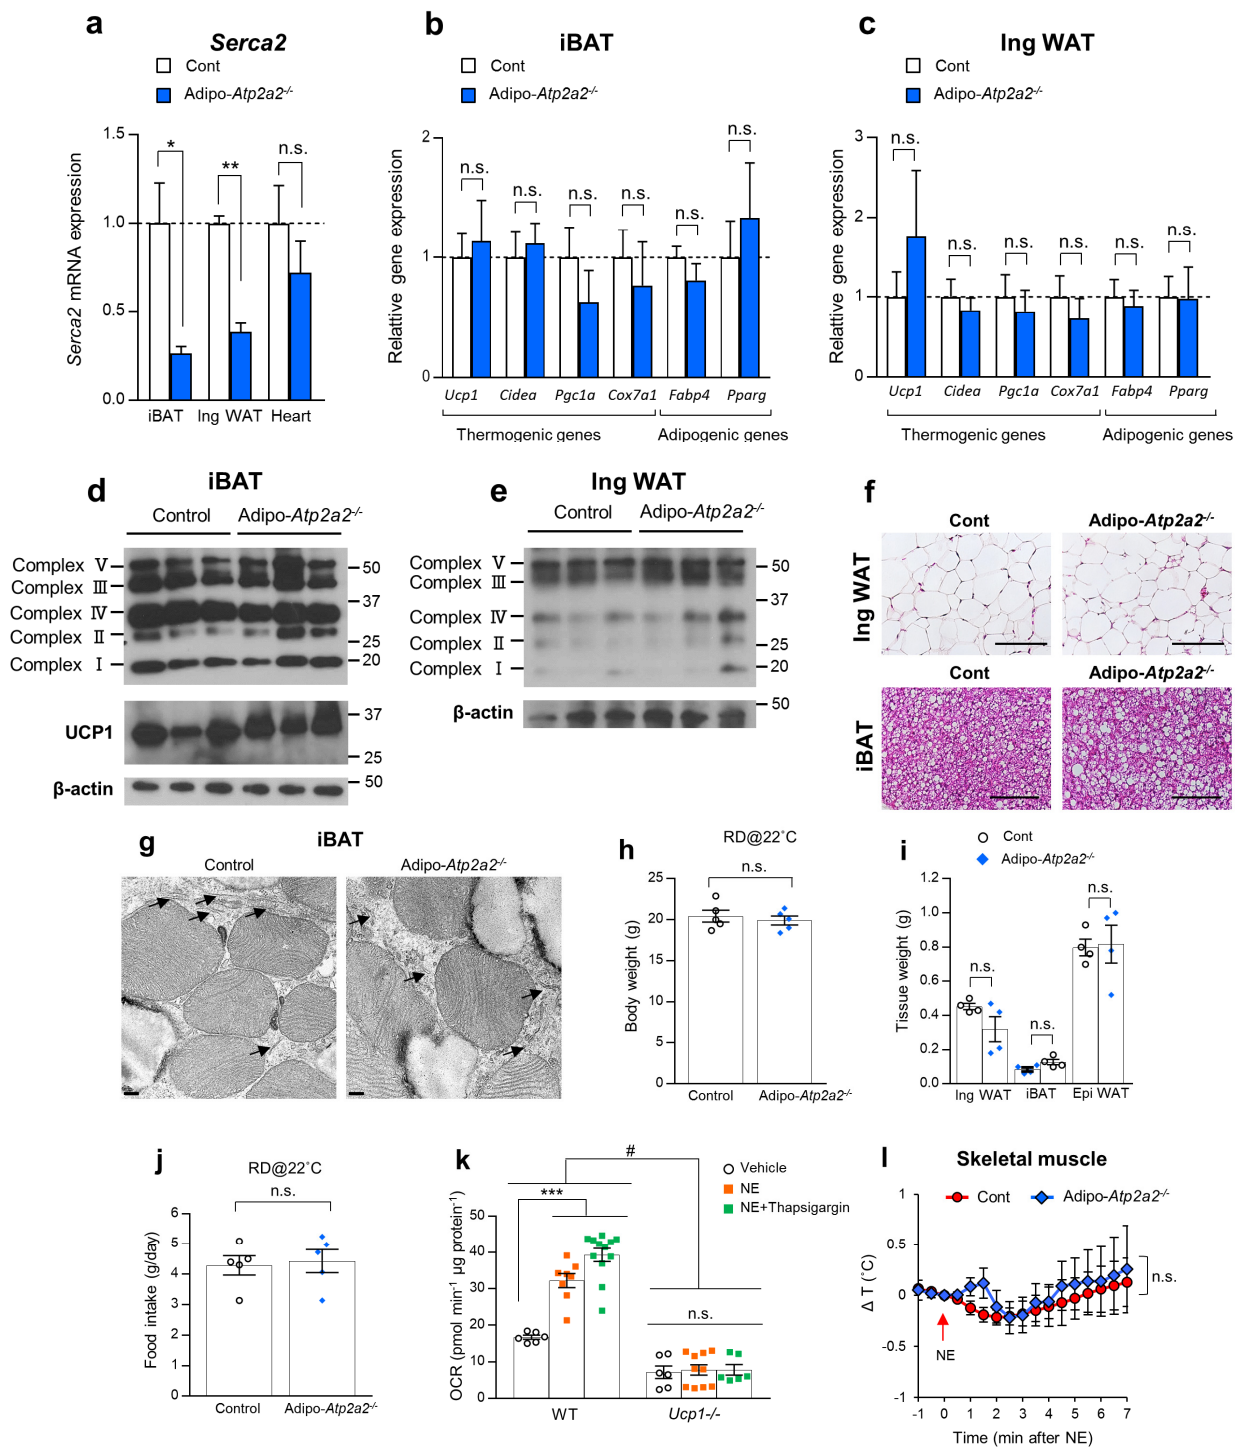 a
Serca2
Cont
Adipo-Atp2a2-/-
Serca2 mRNA expression
1.5
1.0
0.5
0.0
*
**
n.s.
iBAT
Ing WAT
Heart
b
iBAT
Cont
Adipo-Atp2a2-/-
Relattive gene expression
2
1
0
n.s.
n.s.
n.s.
n.s.
n.s.
n.s.
Ucp1
Cidea
Pgc1a
Cox7a1
Fabp4
Pparg
Thermogenic genes
Adipogenic genes
c
Ing WAT
Cont
Adipo-Atp2a2-/-
Relattive gene expression
3
2
1
0
n.s.
n.s.
n.s.
n.s.
n.s.
n.s.
Ucp1
Cidea
Pgc1a
Cox7a1
Fabp4
Pparg
Thermogenic genes
Adipogenic genes
d
iBAT
Control
Adipo-Atp2a2-/-
Complex Ⅴ
Complex Ⅲ
Complex Ⅳ
Complex Ⅱ
Complex Ⅰ
50
37
25
20
UCP1
37
25
β-actin
50
e
Ing WAT
Control
Adipo-Atp2a2-/-
Complex Ⅴ
Complex Ⅲ
Complex Ⅳ
Complex Ⅱ
Complex Ⅰ
50
37
25
20
β-actin
50
f
Cont
Adipo-Atp2a2-/-
Ing WAT
Cont
Adipo-Atp2a2-/-
iBAT
g
iBAT
Control
Adipo-Atp2a2-/-
h
RD@22˚C
n.s.
Body weight (g)
25
20
15
10
5
0
Control
Adipo-Atp2a2-/-
i
Cont
Adipo-Atp2a2-/-
Tissue weight (g)
1.2
1.0
0.8
0.6
0.4
0.2
0.0
n.s.
n.s.
n.s.
Ing WAT
iBAT
Epi WAT
j
RD@22˚C
n.s.
Food intake (g/day)
6
5
4
3
2
1
0
Control
Adipo-Atp2a2-/-
k
#
***
n.s.
Vehicle
NE
NE+Thapsigargin
OCR (pmol min-1 μg protein-1)
50
40
30
20
10
0
WT
Ucp1-/-
l
Skeletal muscle
Cont
Adipo-Atp2a2-/-
Δ T (˚C)
1
0.5
0
-0.5
-1
n.s.
NE
-1 0 1 2 3 4 5 6 7
Time (min after NE)